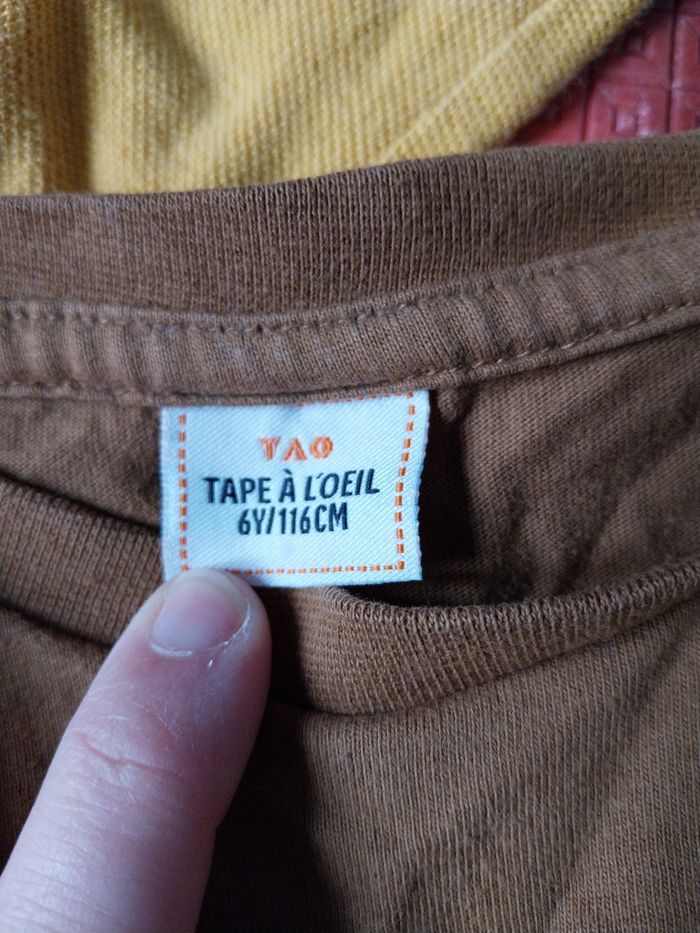 TAO
TAPE À L'OEIL
6Y/116CM